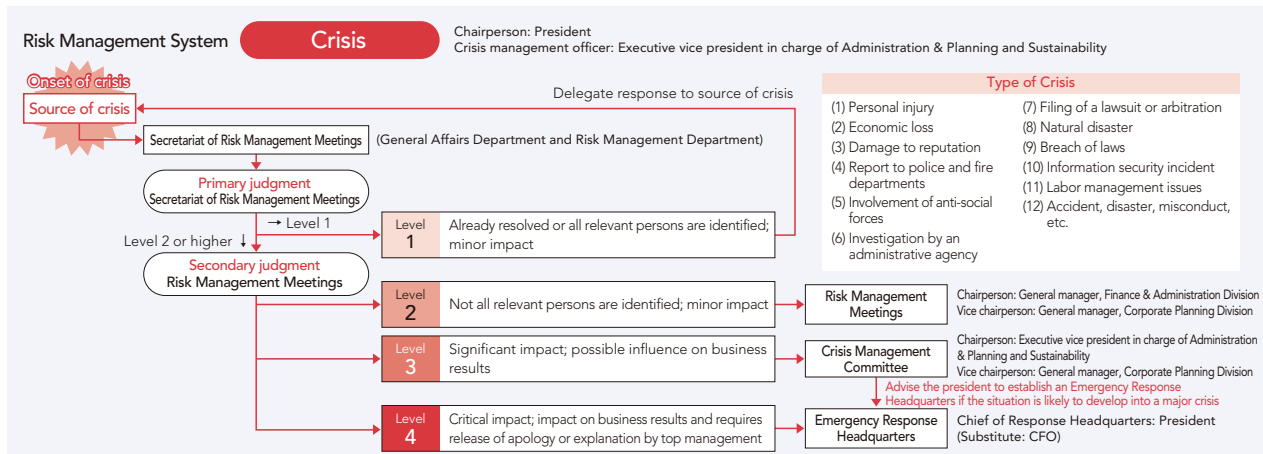 Risk Management System
Crisis
Chairperson: President
Crisis management officer: Executive vice president in charge of Administration & Planning and Sustainability
Onset of crisis
Source of crisis
Delegate response to source of crisis
Secretariat of Risk Management Meetings
(General Affairs Department and Risk Management Department)
Primary judgment
Secretariat of Risk Management Meetings
→ Level 1
Level 2 or higher ↓
Secondary judgment
Risk Management Meetings
Level
1
Already resolved or all relevant persons are identified;
minor impact
Level
2
Not all relevant persons are identified; minor impact
Risk Management
Meetings
Chairperson: General manager, Finance & Administration Division
Vice chairperson: General manager, Corporate Planning Division
Level
3
Significant impact; possible influence on business
results
Crisis Management
Committee
Chairperson: Executive vice president in charge of Administration
& Planning and Sustainability
Vice chairperson: General manager, Corporate Planning Division
Advise the president to establish an Emergency Response
Headquarters if the situation is likely to develop into a major crisis
Level
4
Critical impact; impact on business results and requires
release of apology or explanation by top management
Emergency Response
Headquarters
Chief of Response Headquarters: President
(Substitute: CFO)
Type of Crisis
(1) Personal injury
(2) Economic loss
(3) Damage to reputation
(4) Report to police and fire
departments
(5) Involvement of anti-social
forces
(6) Investigation by an
administrative agency
(7) Filing of a lawsuit or arbitration
(8) Natural disaster
(9) Breach of laws
(10) Information security incident
(11) Labor management issues
(12) Accident, disaster, misconduct,
etc.